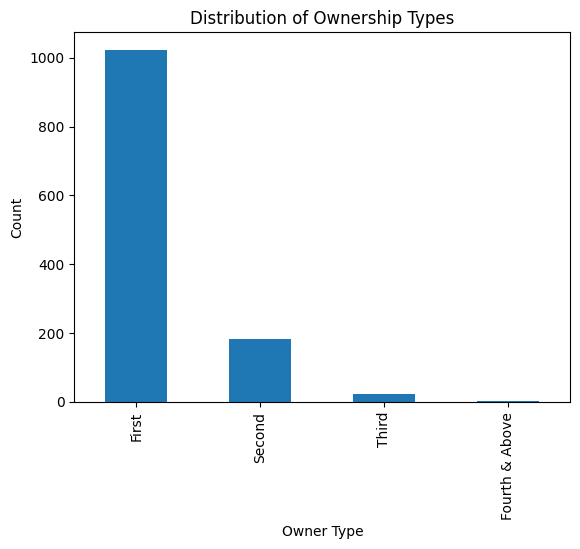 Distribution of Ownership Types
1000
800
600
400
200
0
Count
First
Second
Third
Fourth & Above
Owner Type